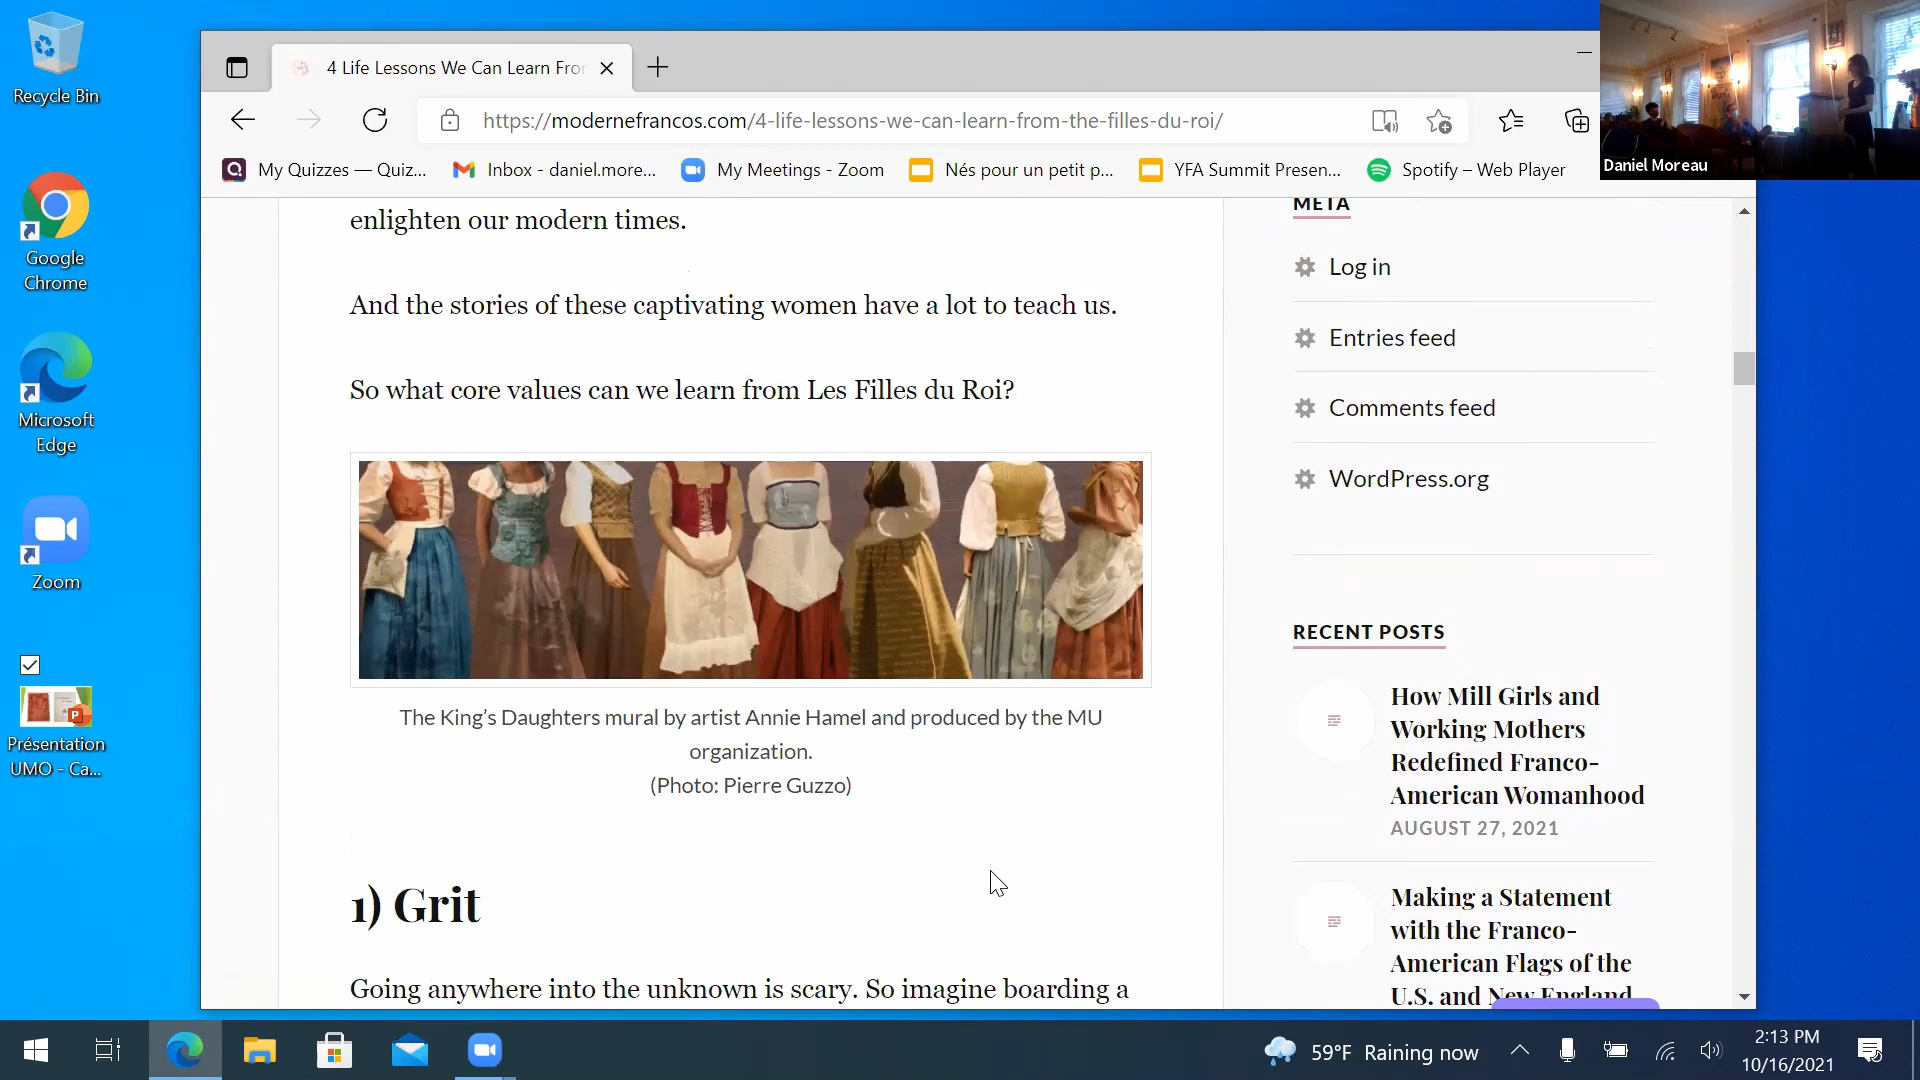 Recycle Bin
Google
Chrome
Microsoft
Edge
Zoom
Présentation
UMO - Ca...
4 Life Lessons We Can Learn Fro
https://modernefrancos.com/4-life-lessons-we-can-learn-from-the-filles-du-roi/
My Quizzes — Quiz...
Inbox - daniel.more...
My Meetings - Zoom
Nés pour un petit p...
YFA Summit Presen...
Spotify – Web Player
Daniel Moreau
enlighten our modern times.
And the stories of these captivating women have a lot to teach us.
So what core values can we learn from Les Filles du Roi?
The King's Daughters mural by artist Annie Hamel and produced by the MU
organization.
(Photo: Pierre Guzzo)
1) Grit
Going anywhere into the unknown is scary. So imagine boarding a
META
Log in
Entries feed
Comments feed
WordPress.org
RECENT POSTS
How Mill Girls and
Working Mothers
Redefined Franco-
American Womanhood
AUGUST 27, 2021
Making a Statement
with the Franco-
American Flags of the
U.S. and New England
59°F Raining now
2:13 PM
10/16/2021